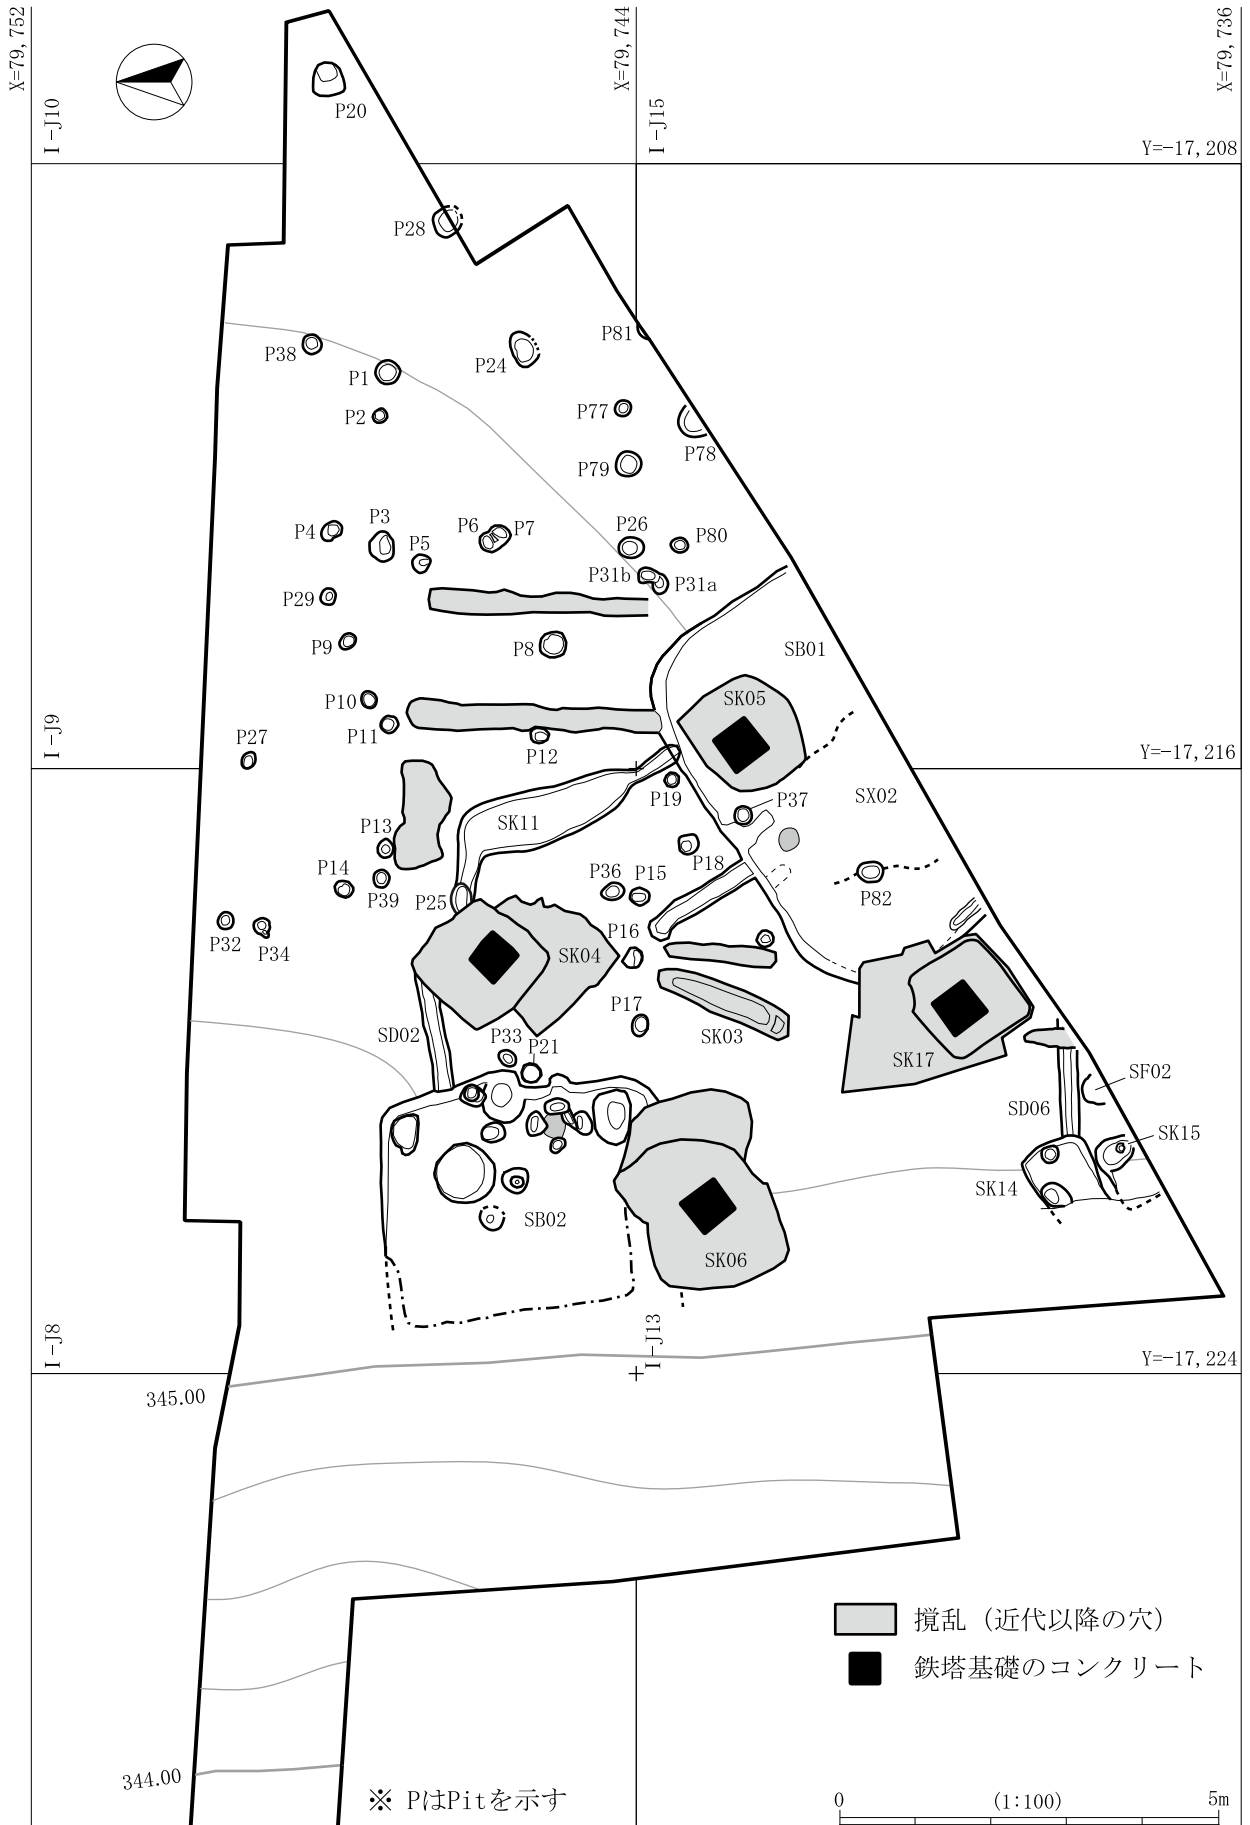 X=79,752
X=79,744
X=79,736
I-J10
I-J15
P20
Y=-17,208
P28
P81
P38
P24
P1
P77
P2
P78
P79
P3
P6
P7
P26
P4
P80
P5
P31b
P31a
P29
P9
P8
SB01
P10
SK05
P11
I-J9
P27
P12
Y=-17,216
P19
P37
SX02
SK11
P13
P14
P18
P36
P15
P39
P25
P82
P32
P34
P16
SK04
P17
SD02
P33
P21
SK03
SK17
SF02
SD06
SK15
SK14
SB02
SK06
I-J8
I-J13
Y=-17,224
345.00
撹乱（近代以降の穴）
鉄塔基礎のコンクリート
344.00
※ PはPitを示す
0 (1:100) 5m